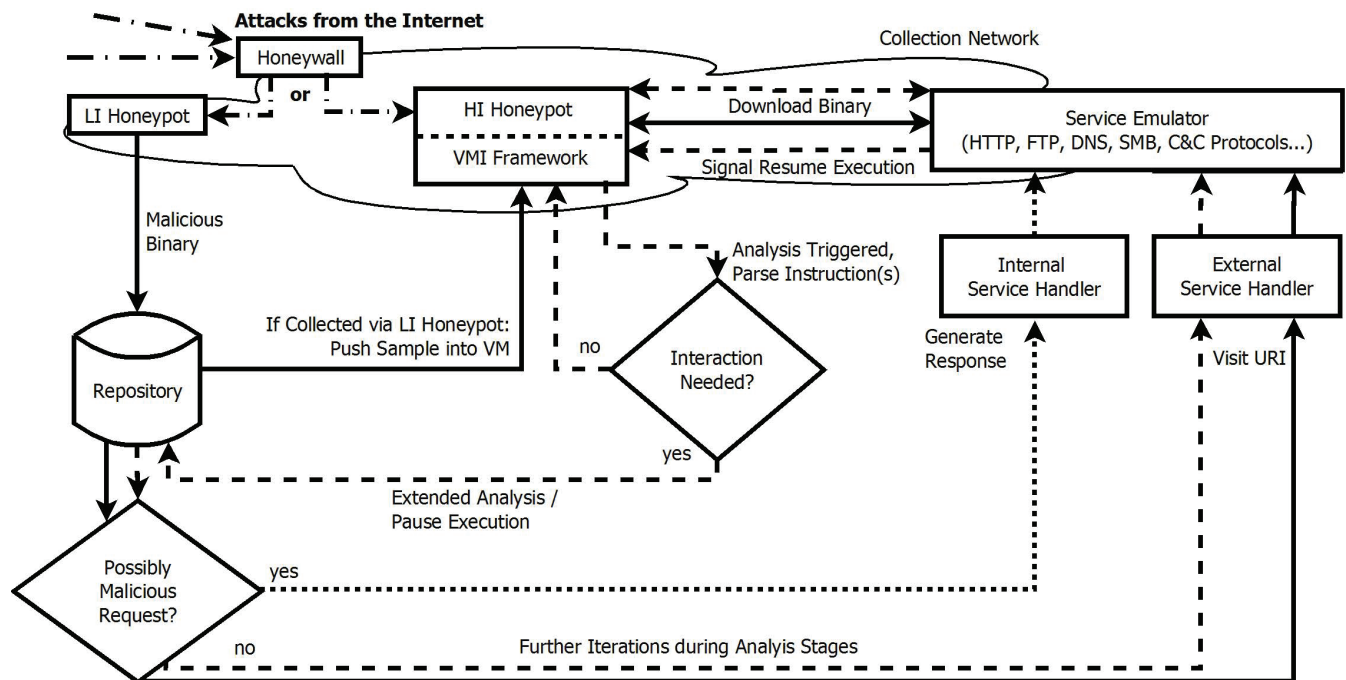 Attacks from the Internet
Honeywall
Collection Network
or
LI Honeypot
HI Honeypot
VMI Framework
Download Binary
Signal Resume Execution
Service Emulator
(HTTP, FTP, DNS, SMB, C&C Protocols...)
Malicious
Binary
Analysis Triggered,
Parse Instruction(s)
Internal
Service Handler
External
Service Handler
If Collected via LI Honeypot:
Push Sample into VM
Repository
no
Interaction
Needed?
Generate
Response
Visit URI
yes
Extended Analysis /
Pause Execution
Possibly
Malicious
Request?
yes
no
Further Iterations during Analyis Stages